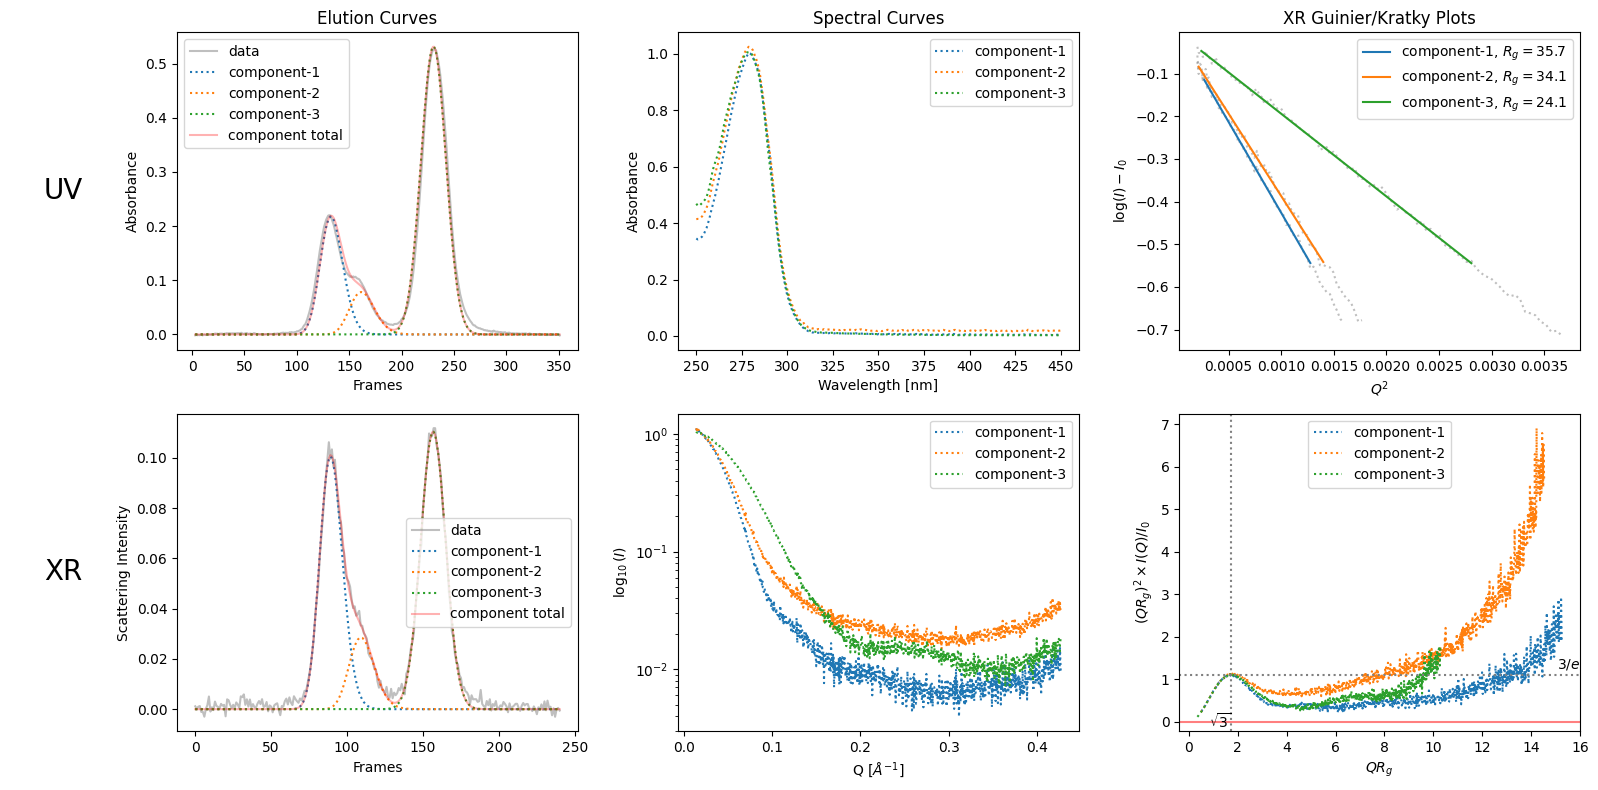 Elution Curves
Spectral Curves
XR Guinier/Kratky Plots
UV
Absorbance
0.5
0.4
0.3
0.2
0.1
0.0
data
component-1
component-2
component-3
component total
0 50 100 150 200 250 300 350
Frames
Absorbance
1.0
0.8
0.6
0.4
0.2
0.0
component-1
component-2
component-3
250 275 300 325 350 375 400 425 450
Wavelength [nm]
log(I) − I₀
−0.1
−0.2
−0.3
−0.4
−0.5
−0.6
−0.7
component-1, R_g = 35.7
component-2, R_g = 34.1
component-3, R_g = 24.1
0.0005 0.0010 0.0015 0.0020 0.0025 0.0030 0.0035
Q²
XR
Scattering Intensity
0.10
0.08
0.06
0.04
0.02
0.00
data
component-1
component-2
component-3
component total
0 50 100 150 200 250
Frames
log₁₀(I)
10⁰
10⁻¹
10⁻²
component-1
component-2
component-3
0.0 0.1 0.2 0.3 0.4
Q [Å⁻¹]
(QR_g)² × I(Q)/I₀
7
6
5
4
3
2
1
0
component-1
component-2
component-3
3/e
√3
0 2 4 6 8 10 12 14 16
QR_g